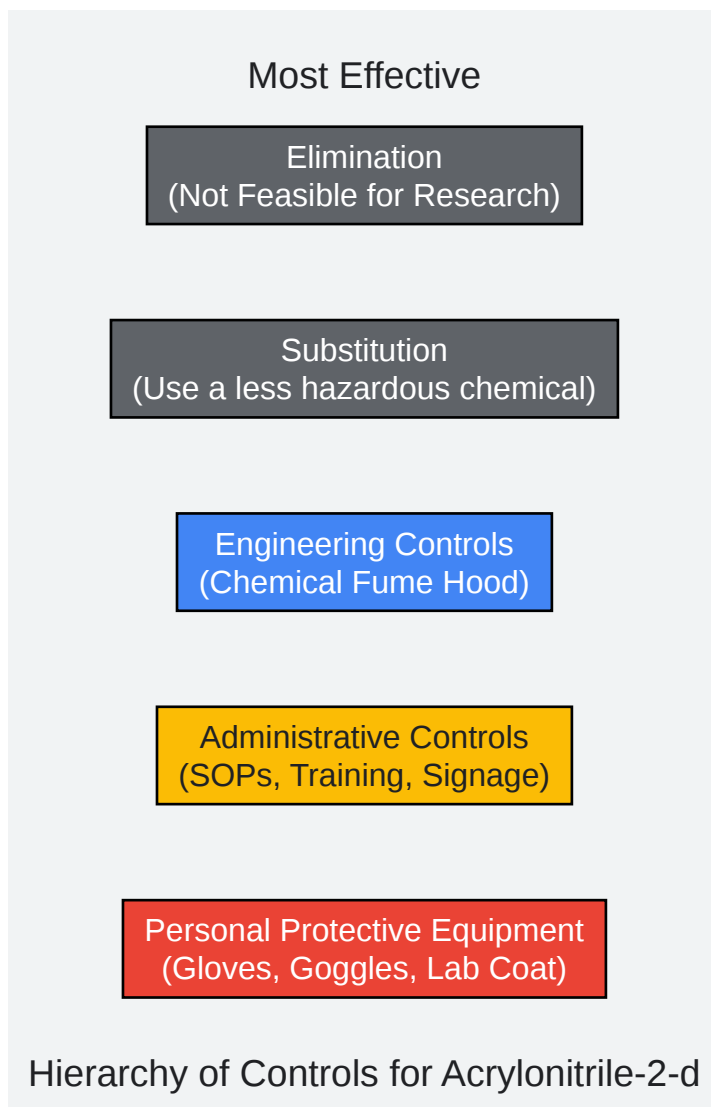 Most Effective
Elimination
(Not Feasible for Research)
Substitution
(Use a less hazardous chemical)
Engineering Controls
(Chemical Fume Hood)
Administrative Controls
(SOPs, Training, Signage)
Personal Protective Equipment
(Gloves, Goggles, Lab Coat)
Hierarchy of Controls for Acrylonitrile-2-d